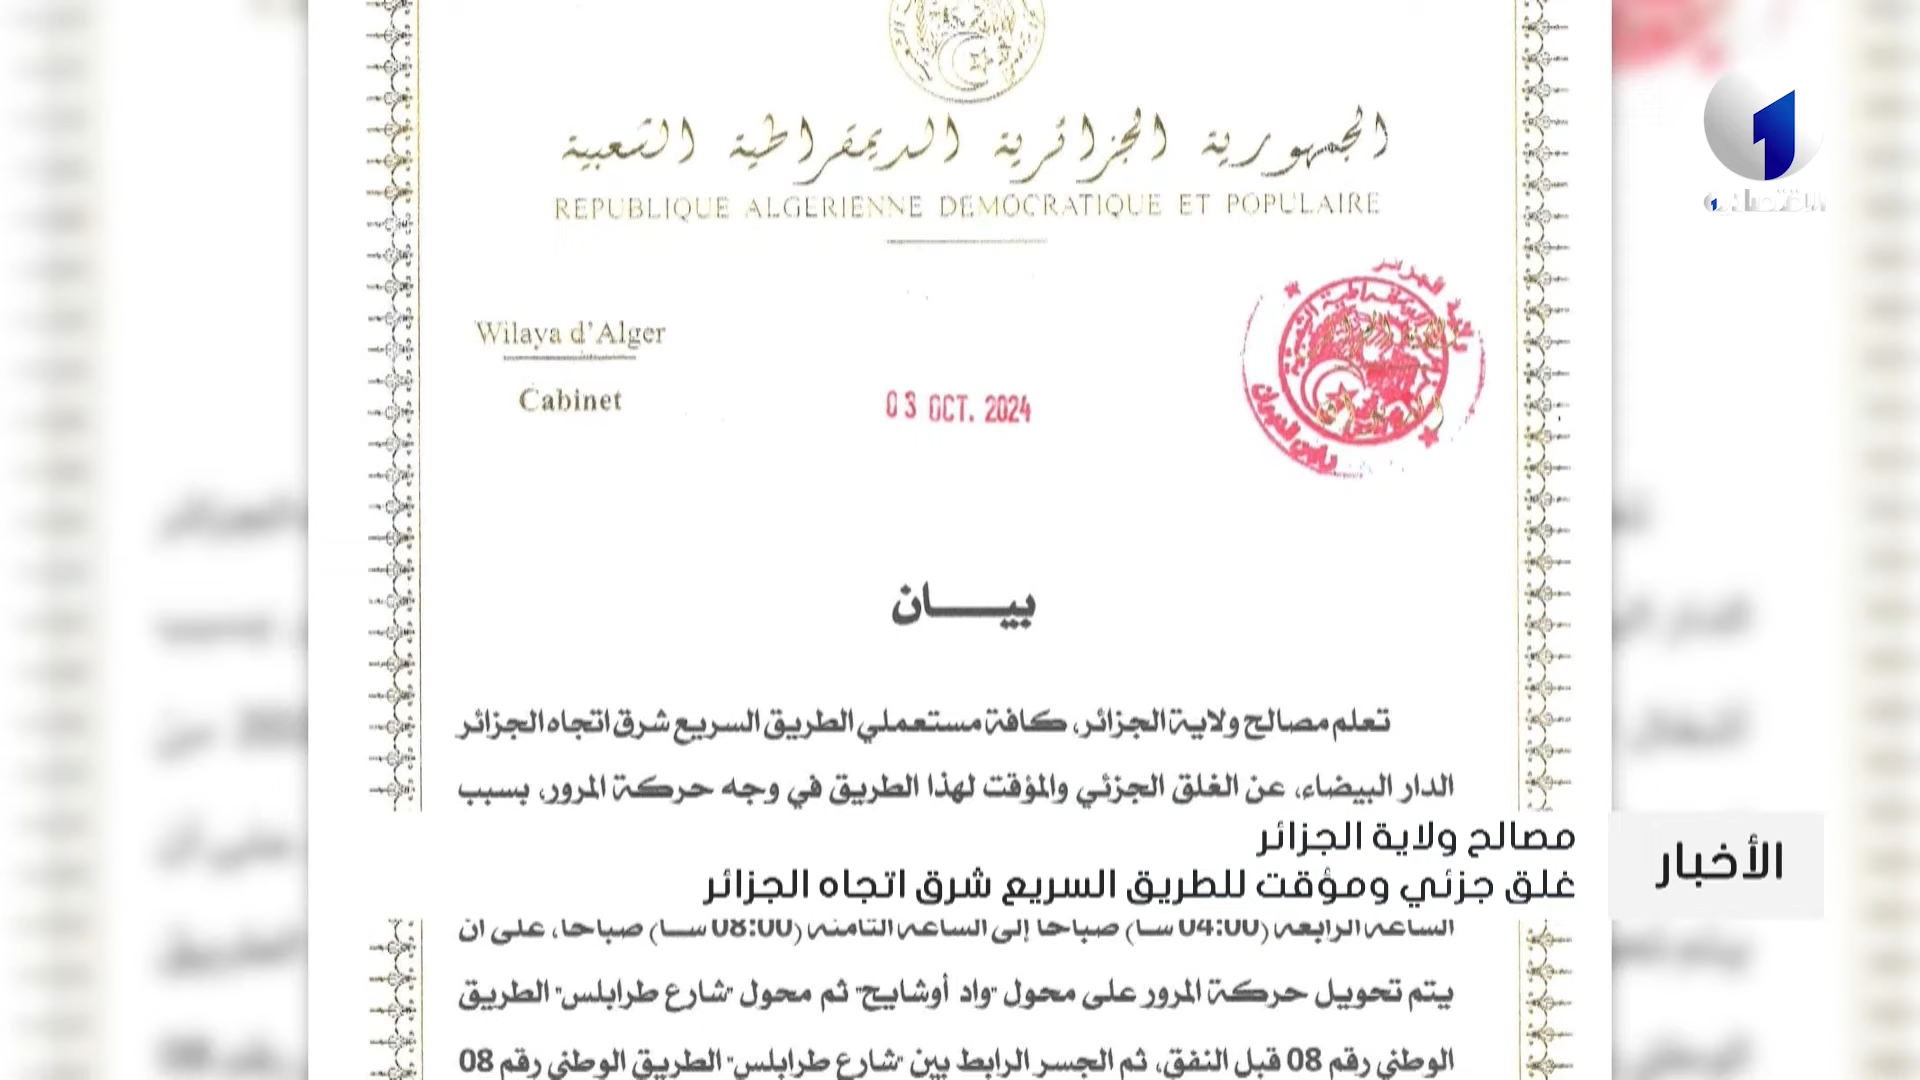 الجمهورية الجزائرية الديمقراطية الشعبية
REPUBLIQUE ALGERIENNE DEMOCRATIQUE ET POPULAIRE
Wilaya d'Alger
Cabinet
03 OCT. 2024
بيـــــان
تعلم مصالح ولاية الجزائر، كافة مستعملي الطريق السريع شرق اتجاه الجزائر
الدار البيضاء، عن الغلق الجزئي والمؤقت لهذا الطريق في وجه حركة المرور، بسبب
الأخبار
مصالح ولاية الجزائر
غلق جزئي ومؤقت للطريق السريع شرق اتجاه الجزائر
الساعة الرابعة (04:00 سا) صباحا إلى الساعة الثامنة (08:00 سا) صباحا، على ان
يتم تحويل حركة المرور على محول "واد أوشايح" ثم محول "شارع طرابلس" الطريق
الوطني رقم 08 قبل النفق، ثم الجسر الرابط بين "شارع طرابلس" الطريق الوطني رقم 08